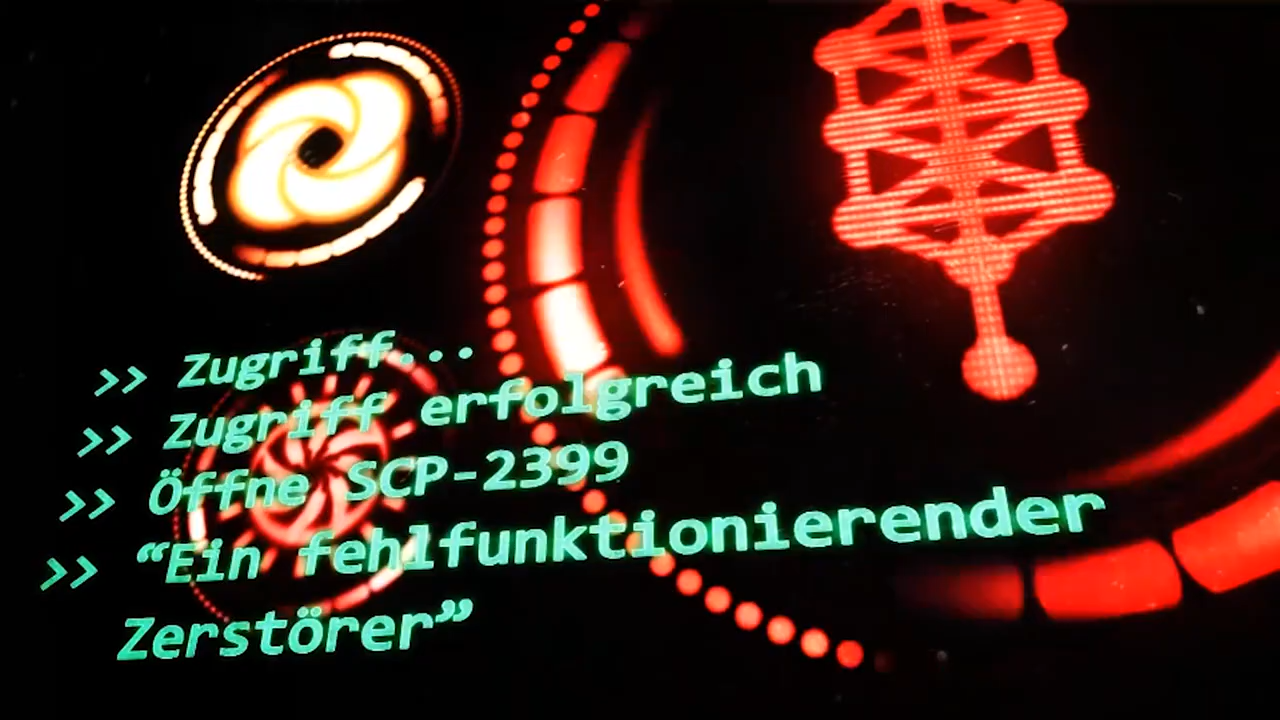 >> Zugriff...
>> Zugriff erfolgreich
>> Öffne SCP-2399
>> “Ein fehlfunktionierender
Zerstörer”